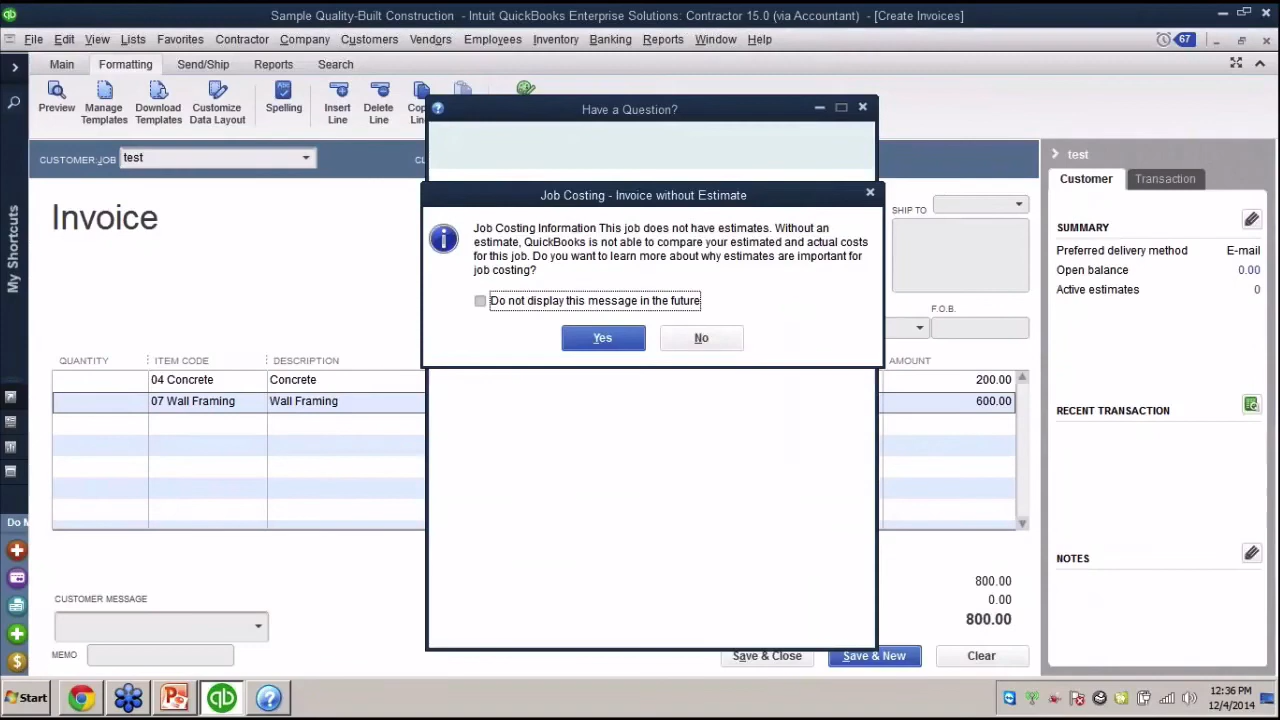 Sample Quality-Built Construction - Intuit QuickBooks Enterprise Solutions: Contractor 15.0 (via Accountant) - [Create Invoices]
File Edit View Lists Favorites Contractor Company Customers Vendors Employees Inventory Banking Reports Window Help 67
Main Formatting Send/Ship Reports Search
Preview Manage Templates Download Templates Customize Data Layout Spelling Insert Line Delete Line
Have a Question?
CUSTOMER:JOB test
test
Customer Transaction
Job Costing - Invoice without Estimate
Invoice
SHIP TO
Job Costing Information This job does not have estimates. Without an
estimate, QuickBooks is not able to compare your estimated and actual costs
for this job. Do you want to learn more about why estimates are important for
job costing?
Do not display this message in the future
Yes No
F.O.B.
SUMMARY
Preferred delivery method E-mail
Open balance 0.00
Active estimates 0
My Shortcuts
QUANTITY ITEM CODE DESCRIPTION AMOUNT
04 Concrete Concrete 200.00
07 Wall Framing Wall Framing 600.00
RECENT TRANSACTION
Do M
NOTES
800.00
0.00
800.00
CUSTOMER MESSAGE
MEMO
Save & Close Save & New Clear
Start
12:36 PM
12/4/2014